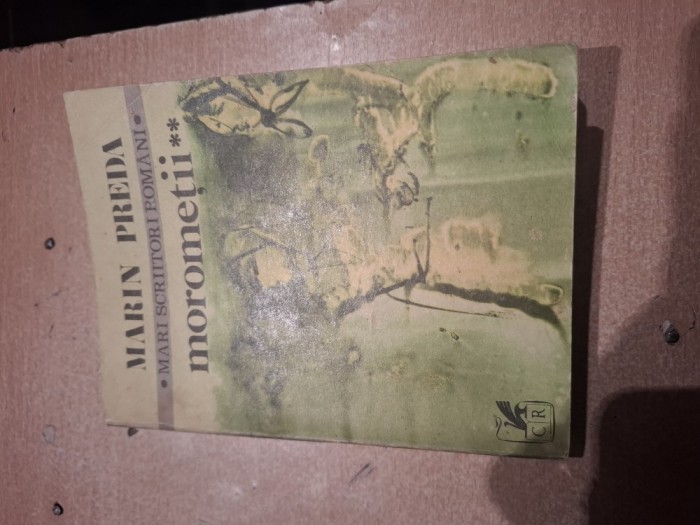 MARIN PREDA
• MARI SCRIITORI ROMÂNI •
moromeţii **
CR